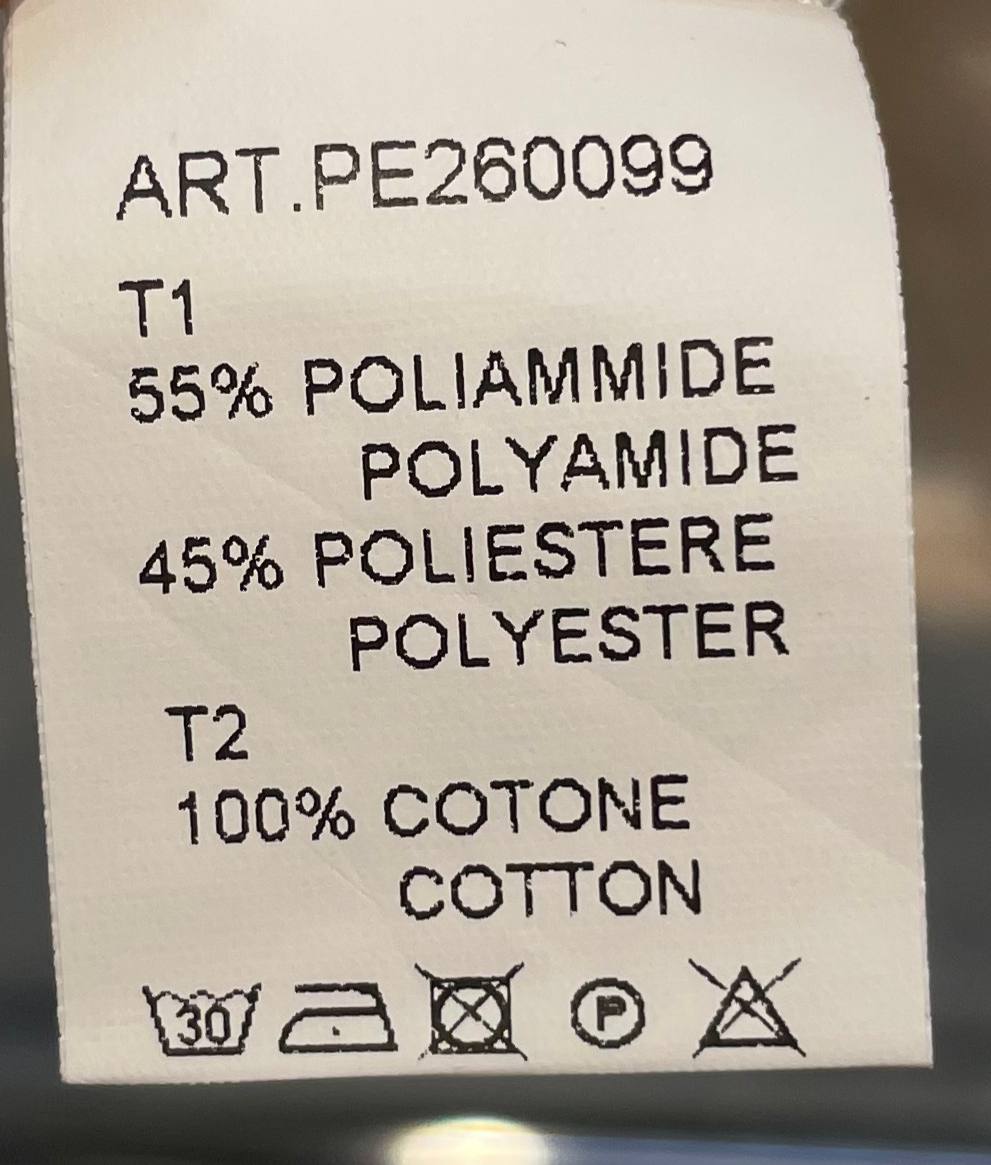 ART.PE260099
T1
55% POLIAMMIDE
POLYAMIDE
45% POLIESTERE
POLYESTER
T2
100% COTONE
COTTON
30 P